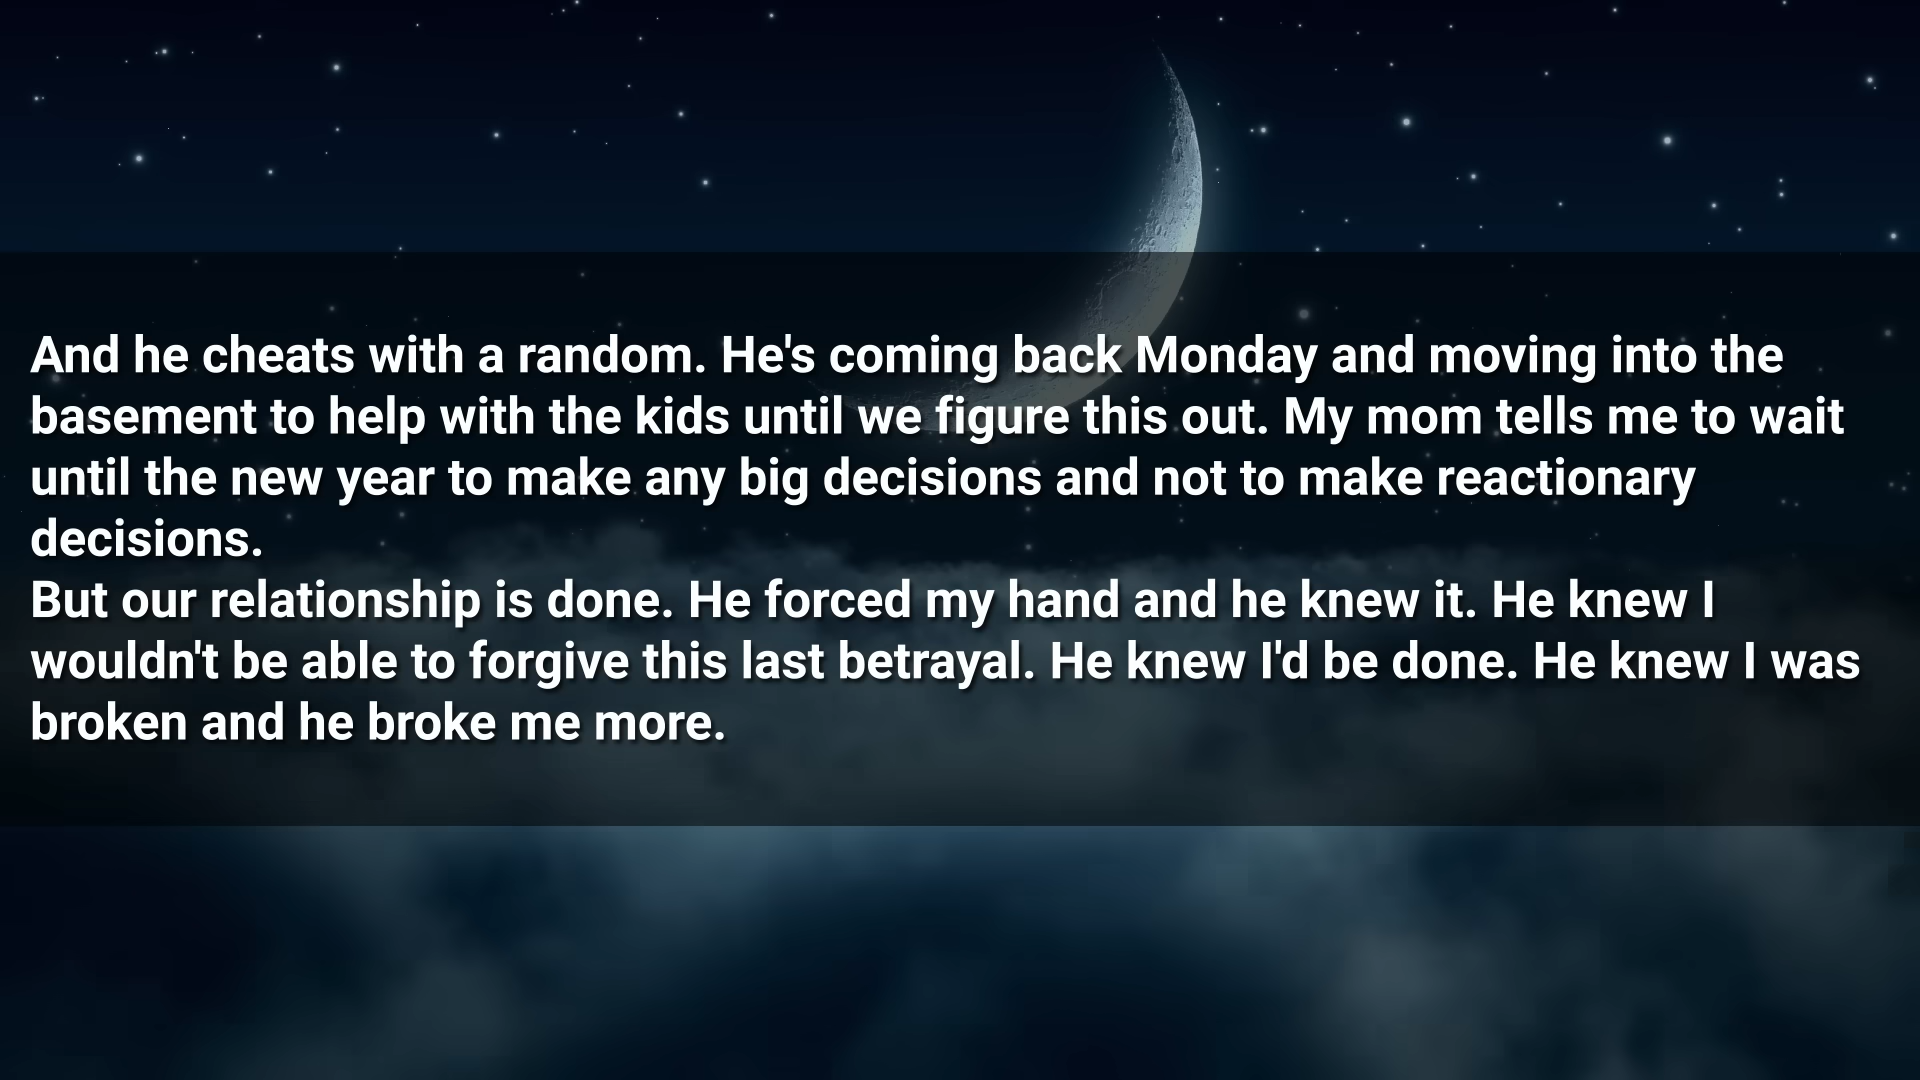 And he cheats with a random. He's coming back Monday and moving into the
basement to help with the kids until we figure this out. My mom tells me to wait
until the new year to make any big decisions and not to make reactionary
decisions.
But our relationship is done. He forced my hand and he knew it. He knew I
wouldn't be able to forgive this last betrayal. He knew I'd be done. He knew I was
broken and he broke me more.